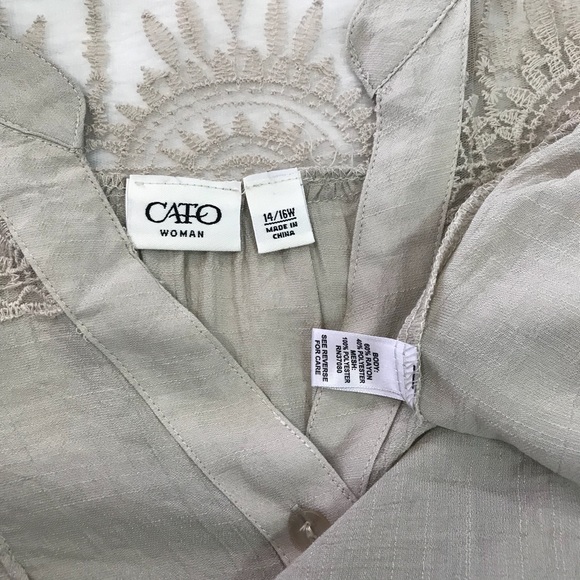 CATO
WOMAN
14/16W
MADE IN
CHINA
BODY:
60% RAYON
40% POLYESTER
MESH:
100% POLYESTER
RN37080
SEE REVERSE
FOR CARE